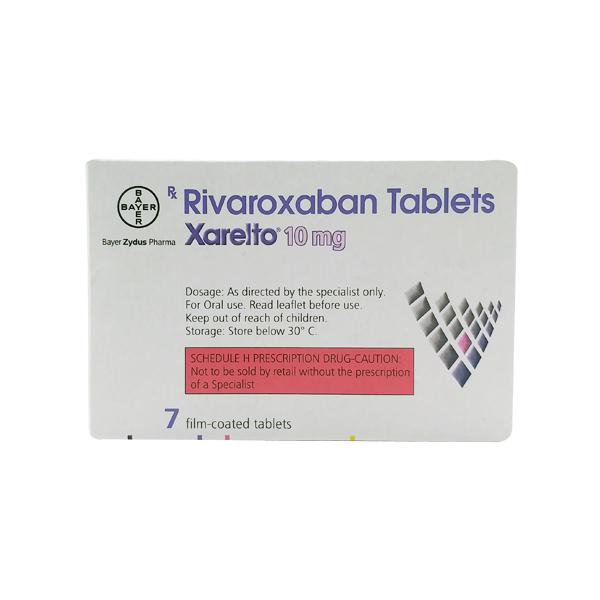 BAYER
BAYER
Bayer Zydus Pharma
Rx Rivaroxaban Tablets
Xarelto® 10 mg
Dosage: As directed by the specialist only.
For Oral use. Read leaflet before use.
Keep out of reach of children.
Storage: Store below 30° C.
SCHEDULE H PRESCRIPTION DRUG-CAUTION:
Not to be sold by retail without the prescription
of a Specialist
7 film-coated tablets